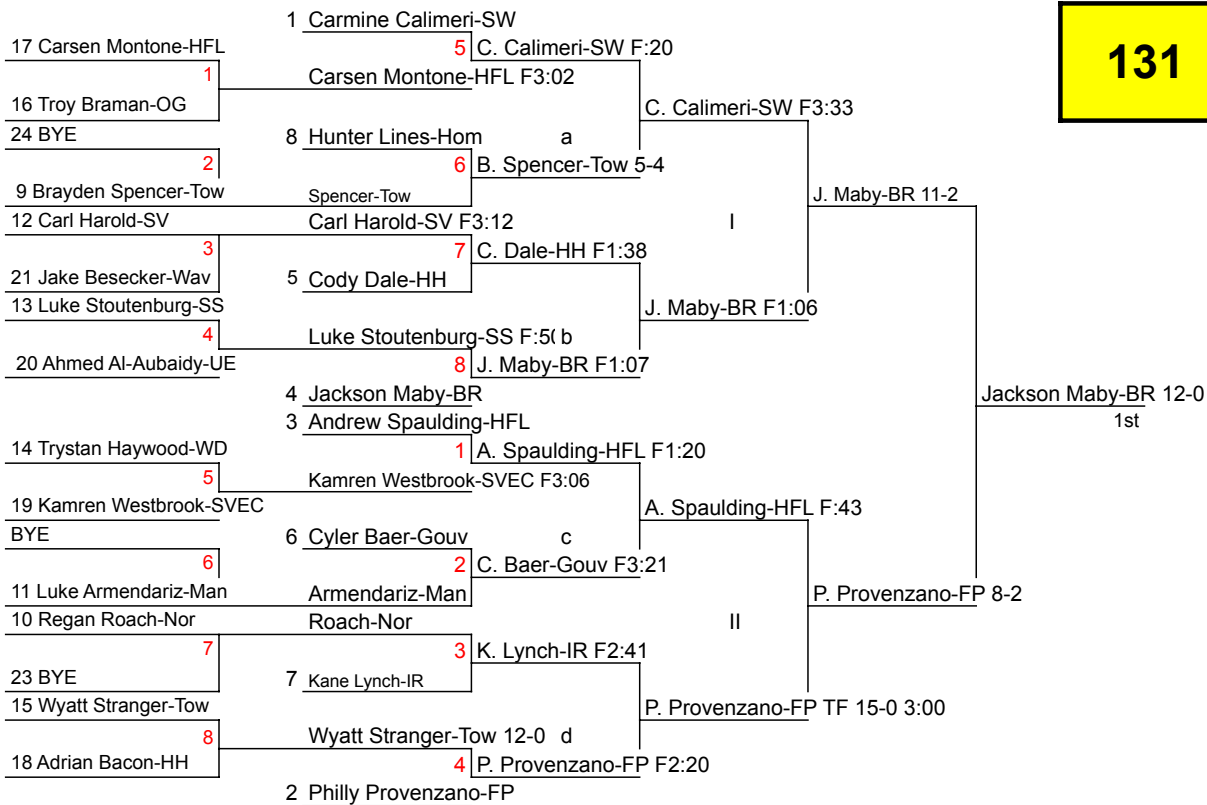 1 Carmine Calimeri-SW
17 Carsen Montone-HFL
5 C. Calimeri-SW F:20
131
1 Carsen Montone-HFL F3:02
16 Troy Braman-OG
C. Calimeri-SW F3:33
24 BYE
8 Hunter Lines-Hom a
2
6 B. Spencer-Tow 5-4
9 Brayden Spencer-Tow Spencer-Tow
J. Maby-BR 11-2
12 Carl Harold-SV Carl Harold-SV F3:12 I
3
7 C. Dale-HH F1:38
21 Jake Besecker-Wav 5 Cody Dale-HH
13 Luke Stoutenburg-SS
J. Maby-BR F1:06
4 Luke Stoutenburg-SS F:50 b
20 Ahmed Al-Aubaidy-UE
8 J. Maby-BR F1:07
4 Jackson Maby-BR
Jackson Maby-BR 12-0
3 Andrew Spaulding-HFL
1st
14 Trystan Haywood-WD
1 A. Spaulding-HFL F1:20
5 Kamren Westbrook-SVEC F3:06
19 Kamren Westbrook-SVEC
A. Spaulding-HFL F:43
BYE
6 Cyler Baer-Gouv c
6
2 C. Baer-Gouv F3:21
11 Luke Armendariz-Man Armendariz-Man
P. Provenzano-FP 8-2
10 Regan Roach-Nor Roach-Nor II
7
3 K. Lynch-IR F2:41
23 BYE 7 Kane Lynch-IR
15 Wyatt Stranger-Tow
P. Provenzano-FP TF 15-0 3:00
8 Wyatt Stranger-Tow 12-0 d
18 Adrian Bacon-HH
4 P. Provenzano-FP F2:20
2 Philly Provenzano-FP